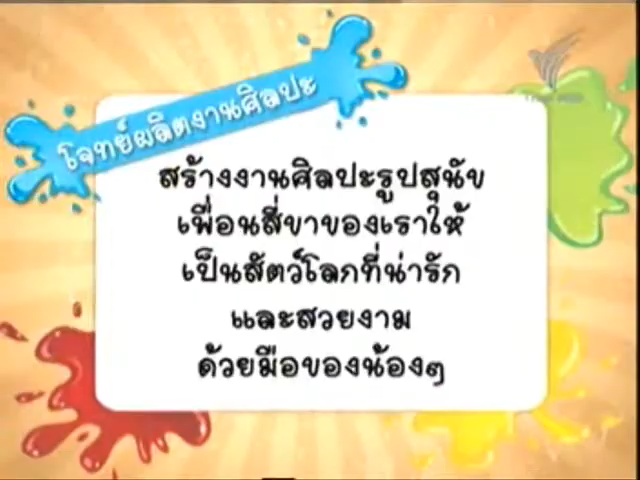 โจทย์ผลิตงานศิลปะ
สร้างงานศิลปะรูปสุนัข
เพื่อนสี่ขาของเราให้
เป็นสัตว์โลกที่น่ารัก
และสวยงาม
ด้วยมือของน้องๆ